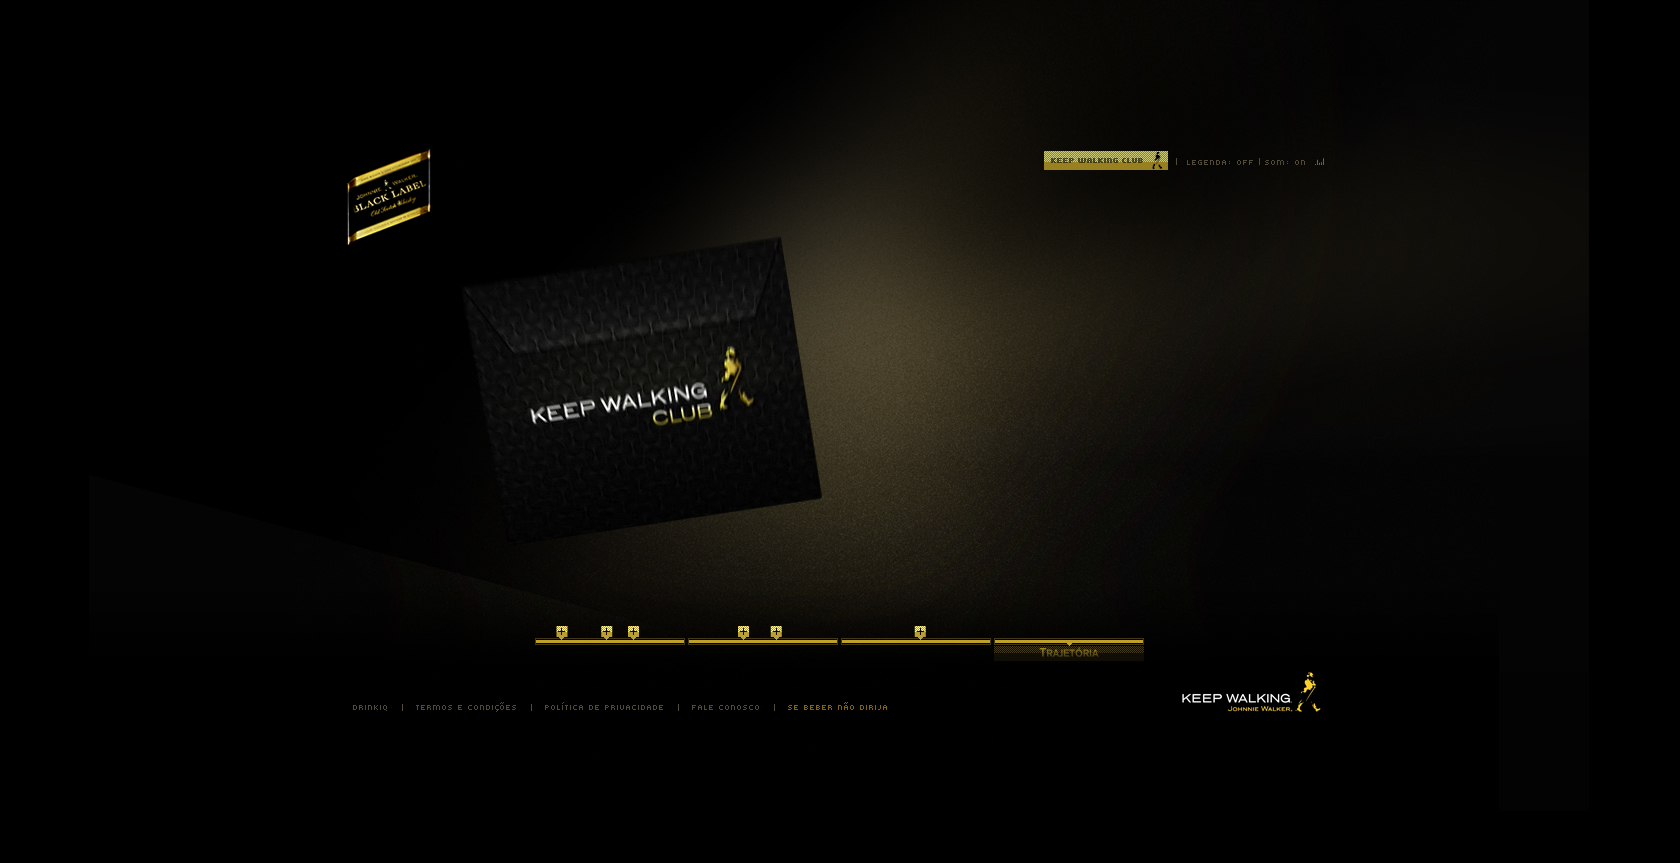 JOHNNIE WALKER.
BLACK LABEL
Old Scotch Whisky
KEEP WALKING CLUB | LEGENDA: OFF | SOM: ON
KEEP WALKING
CLUB
TRAJETÓRIA
DRINKIQ | TERMOS E CONDIÇÕES | POLÍTICA DE PRIVACIDADE | FALE CONOSCO | SE BEBER NÃO DIRIJA
KEEP WALKING.
JOHNNIE WALKER.